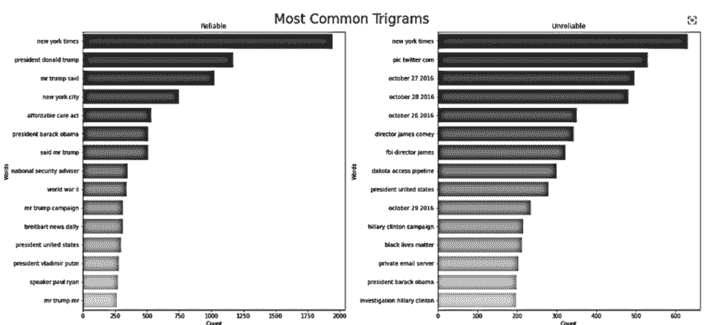 Most Common Trigrams
Reliable
Words
new york times
president donald trump
mr trump said
new york city
affordable care act
president barack obama
said mr trump
national security adviser
world war ii
mr trump campaign
breitbart news daily
president united states
president vladimir putin
speaker paul ryan
mr trump mr
0 250 500 750 1000 1250 1500 1750 2000
Count
Unreliable
Words
new york times
pic twitter com
october 27 2016
october 28 2016
october 26 2016
director james comey
fbi director james
dakota access pipeline
president united states
october 29 2016
hillary clinton campaign
black lives matter
private email server
president barack obama
investigation hillary clinton
0 100 200 300 400 500 600
Count